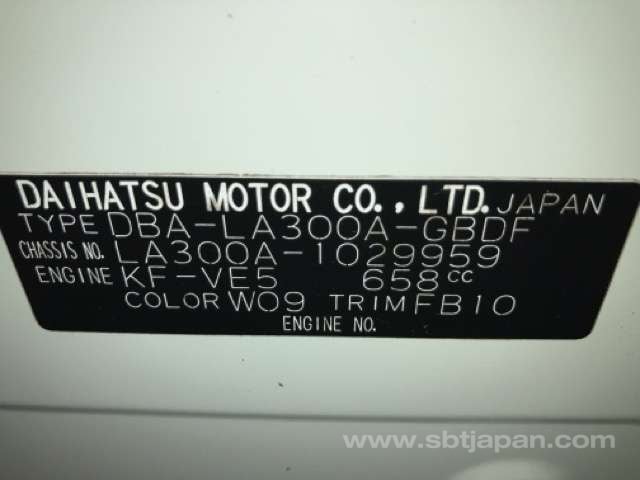 DAIHATSU MOTOR CO., LTD. JAPAN
TYPE DBA-LA300A-GBDF
CHASSIS NO. LA300A-1029959
ENGINE KF-VE5 658cc
COLOR W09 TRIM FB10
ENGINE NO.
www.sbtjapan.com